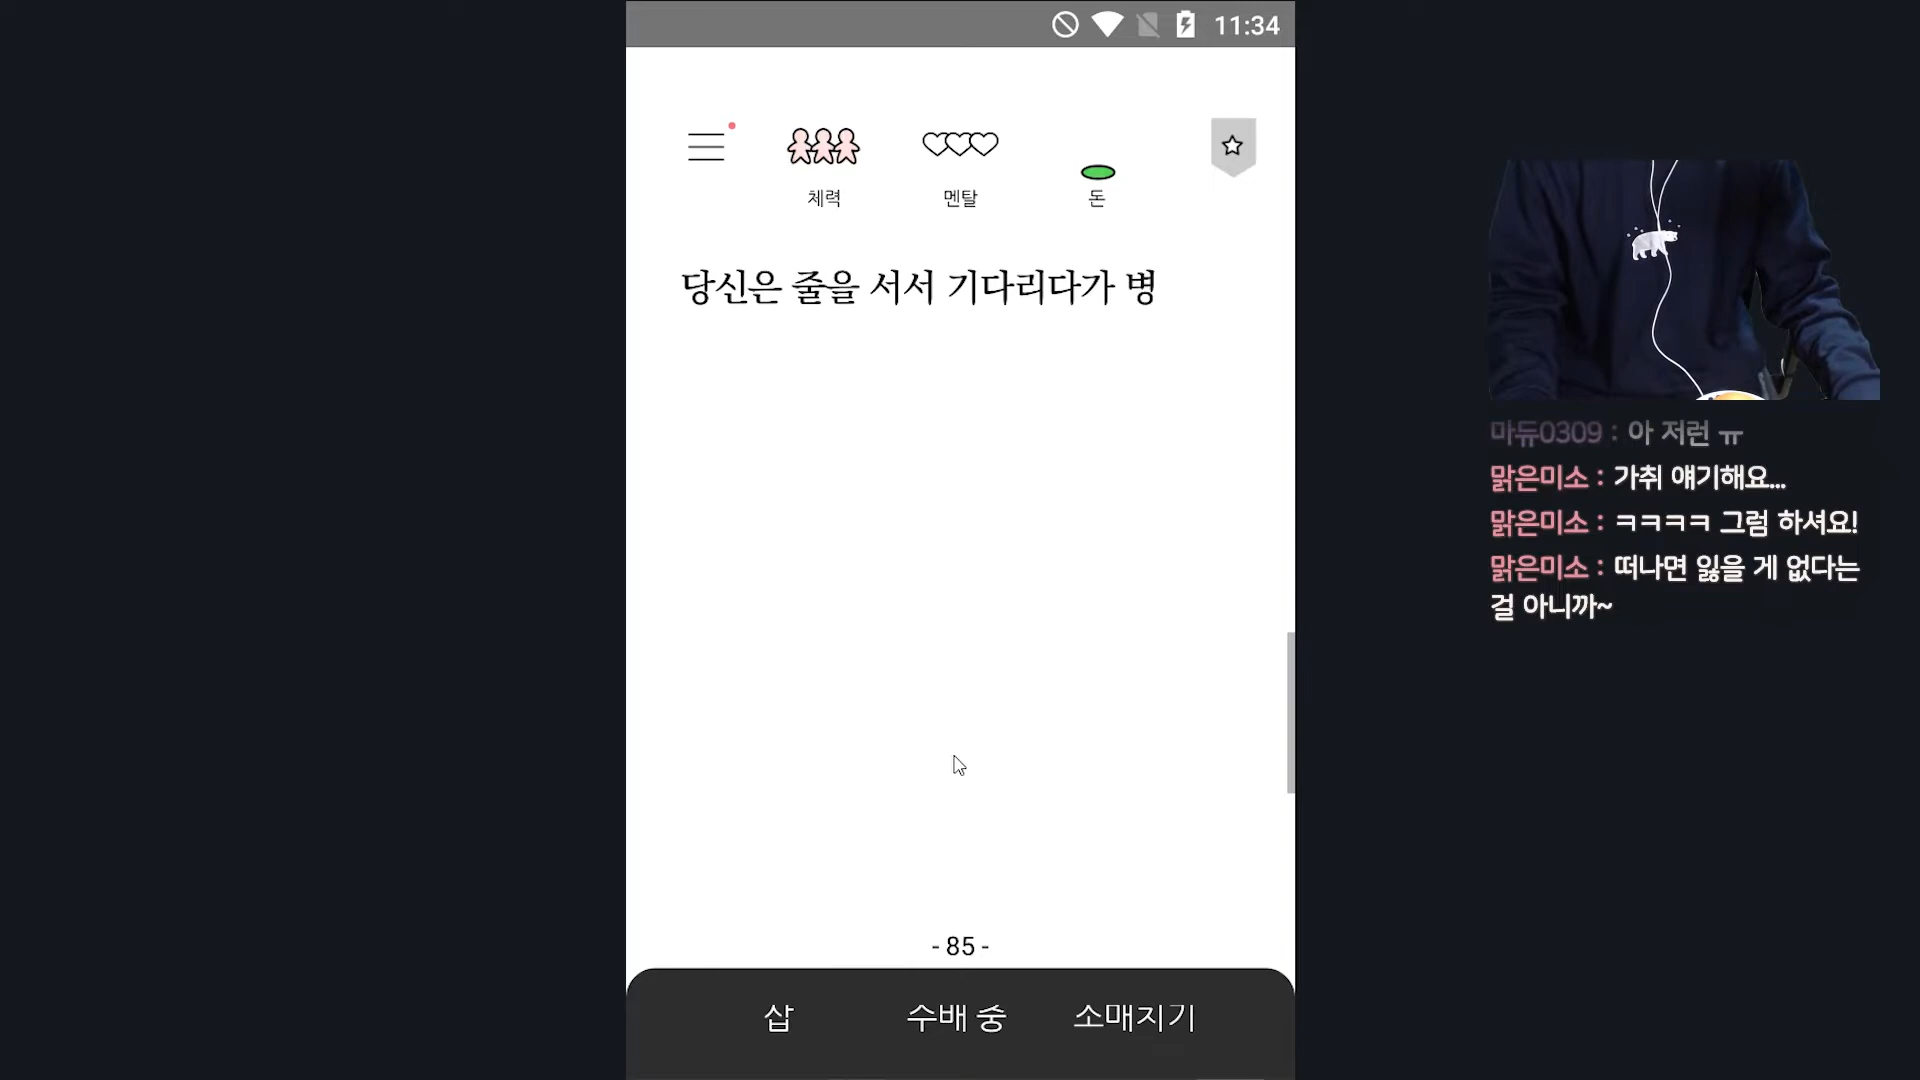 11:34
체력
멘탈
돈
당신은 줄을 서서 기다리다가 병
- 85 -
삽
수배 중
소매치기
마듀0309 : 아 저런 ㅠ
맑은미소 : 가취 얘기해요...
맑은미소 : ㅋㅋㅋㅋ 그럼 하셔요!
맑은미소 : 떠나면 잃을 게 없다는
걸 아니까~